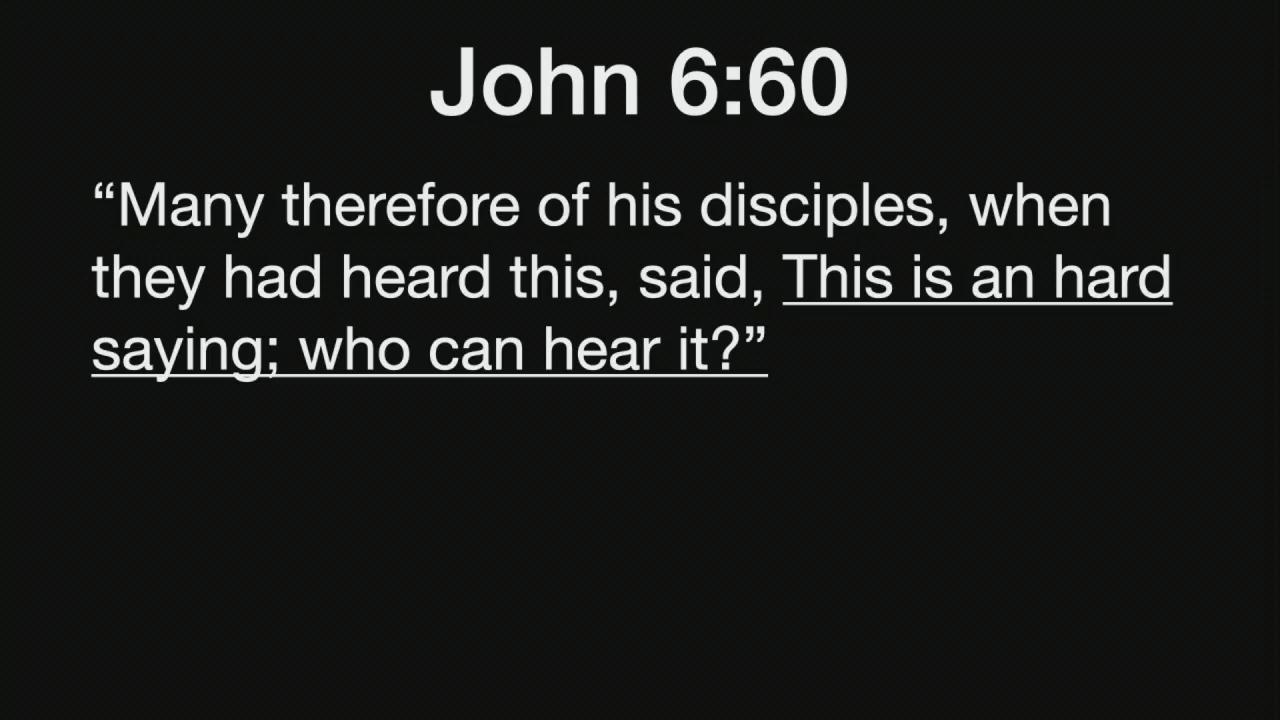 John 6:60
“Many therefore of his disciples, when
they had heard this, said, This is an hard
saying; who can hear it?”